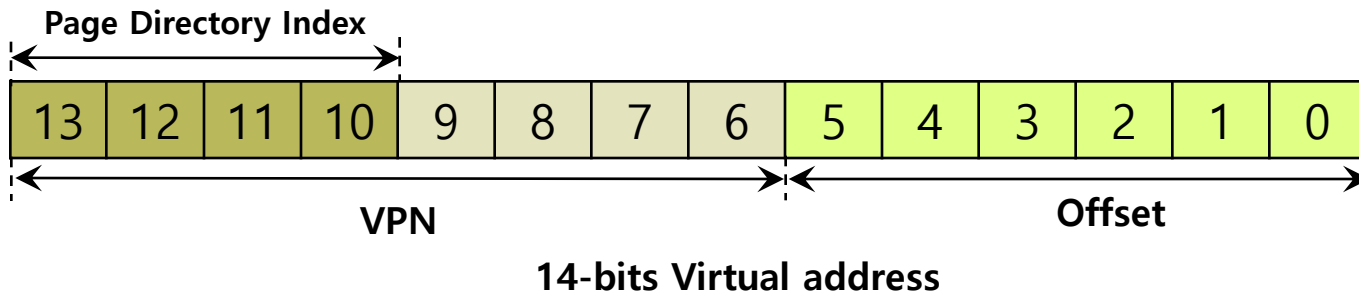 Page Directory Index
13 12 11 10 9 8 7 6 5 4 3 2 1 0
VPN
Offset
14-bits Virtual address